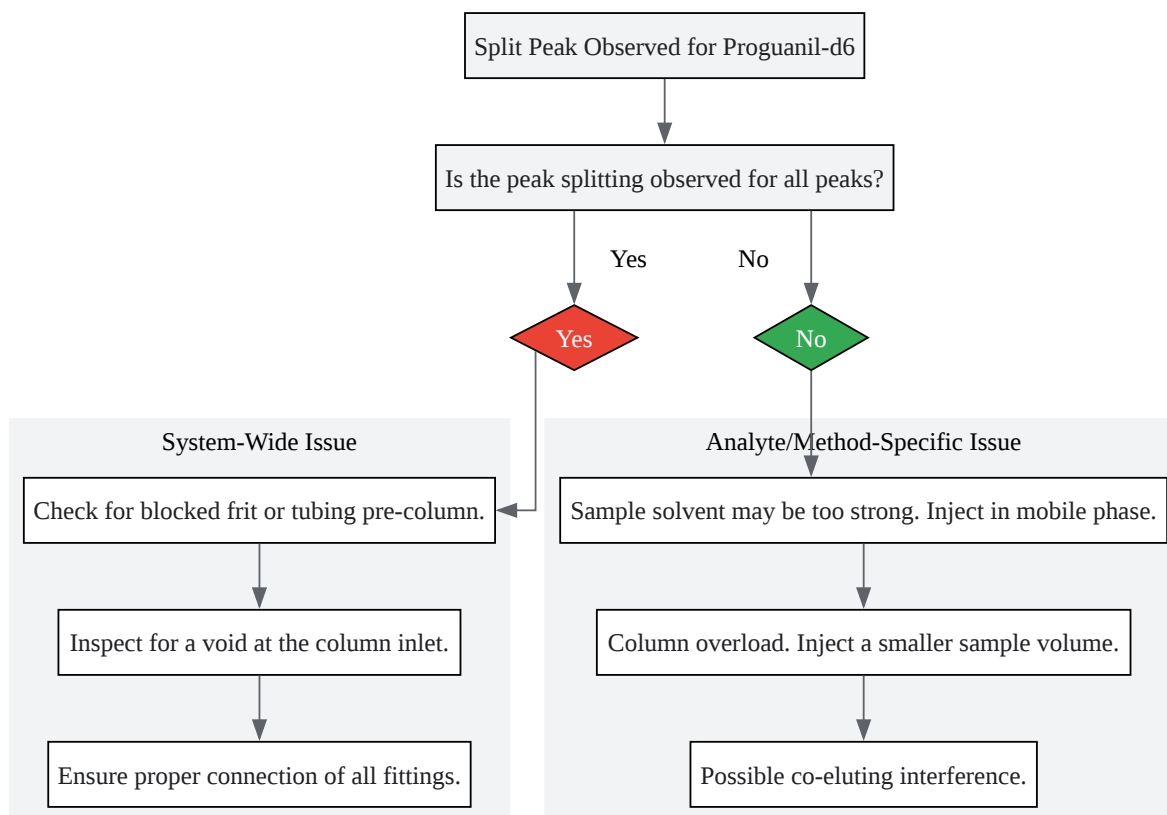 Split Peak Observed for Proguanil-d6
Is the peak splitting observed for all peaks?
Yes
No
Yes
No
System-Wide Issue
Check for blocked frit or tubing pre-column.
Inspect for a void at the column inlet.
Ensure proper connection of all fittings.
Analyte/Method-Specific Issue
Sample solvent may be too strong. Inject in mobile phase.
Column overload. Inject a smaller sample volume.
Possible co-eluting interference.